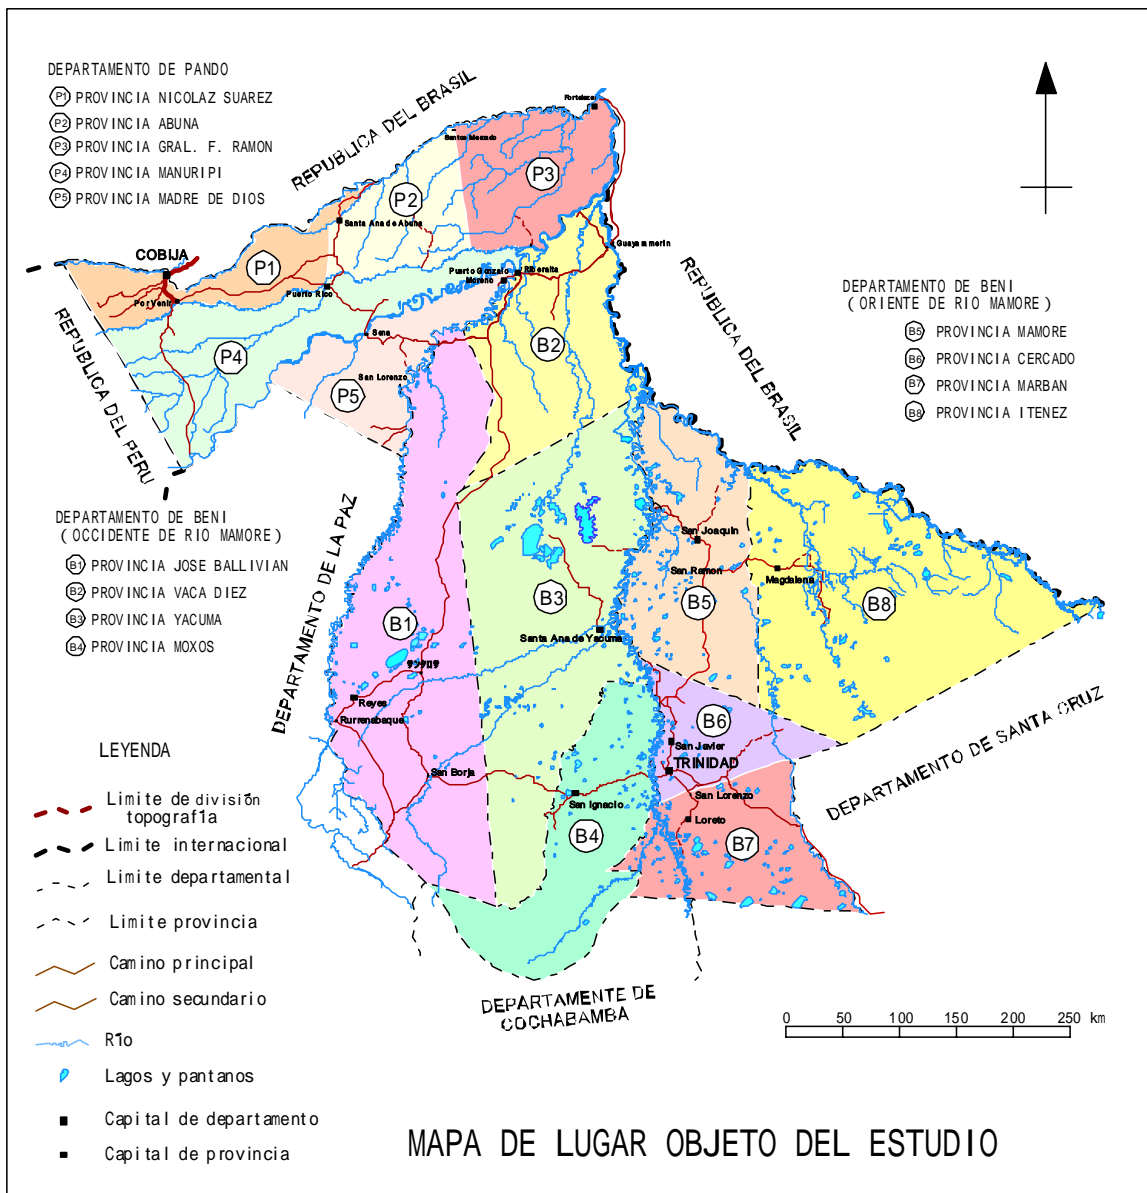 DEPARTAMENTO DE PANDO
P1 PROVINCIA NICOLAZ SUAREZ
P2 PROVINCIA ABUNA
P3 PROVINCIA GRAL. F. RAMON
P4 PROVINCIA MANURIPI
P5 PROVINCIA MADRE DE DIOS
REPUBLICA DEL BRASIL
Fortaleza
Santos Mercado
P3
P2
Santa Ana de Abuna
Guayaramerin
COBIJA
P1
Puerto Gonzalo
Moreno
Riberalta
Puerto Rico
Por Venir
REPUBLICA DEL BRASIL
DEPARTAMENTO DE BENI
(ORIENTE DE RIO MAMORE)
B5 PROVINCIA MAMORE
B6 PROVINCIA CERCADO
B7 PROVINCIA MARBAN
B8 PROVINCIA ITENEZ
REPUBLICA DEL PERU
Sena
B2
P4
San Lorenzo
P5
DEPARTAMENTO DE BENI
(OCCIDENTE DE RIO MAMORE)
B1 PROVINCIA JOSE BALLIVIAN
B2 PROVINCIA VACA DIEZ
B3 PROVINCIA YACUMA
B4 PROVINCIA MOXOS
DEPARTAMENTO DE LA PAZ
San Joaquin
San Ramon
Magdalena
B3
B5
B8
B1
Santa Ana de Yacuma
Reyes
Rurrenabaque
B6
San Javier
TRINIDAD
DEPARTAMENTO DE SANTA CRUZ
San Borja
San Ignacio
San Lorenzo
Loreto
B4
B7
LEYENDA
Limite de división
topografía
Limite internacional
Limite departamental
Limite provincia
Camino principal
Camino secundario
Río
Lagos y pantanos
Capital de departamento
Capital de provincia
DEPARTAMENTE DE
COCHABAMBA
0 50 100 150 200 250 km
MAPA DE LUGAR OBJETO DEL ESTUDIO